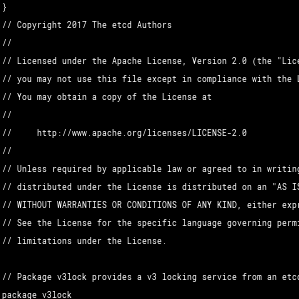 }
// Copyright 2017 The etcd Authors
//
// Licensed under the Apache License, Version 2.0 (the "Lice
// you may not use this file except in compliance with the L
// You may obtain a copy of the License at
//
//     http://www.apache.org/licenses/LICENSE-2.0
//
// Unless required by applicable law or agreed to in writing
// distributed under the License is distributed on an "AS IS
// WITHOUT WARRANTIES OR CONDITIONS OF ANY KIND, either expr
// See the License for the specific language governing permi
// limitations under the License.

// Package v3lock provides a v3 locking service from an etcd
package v3lock